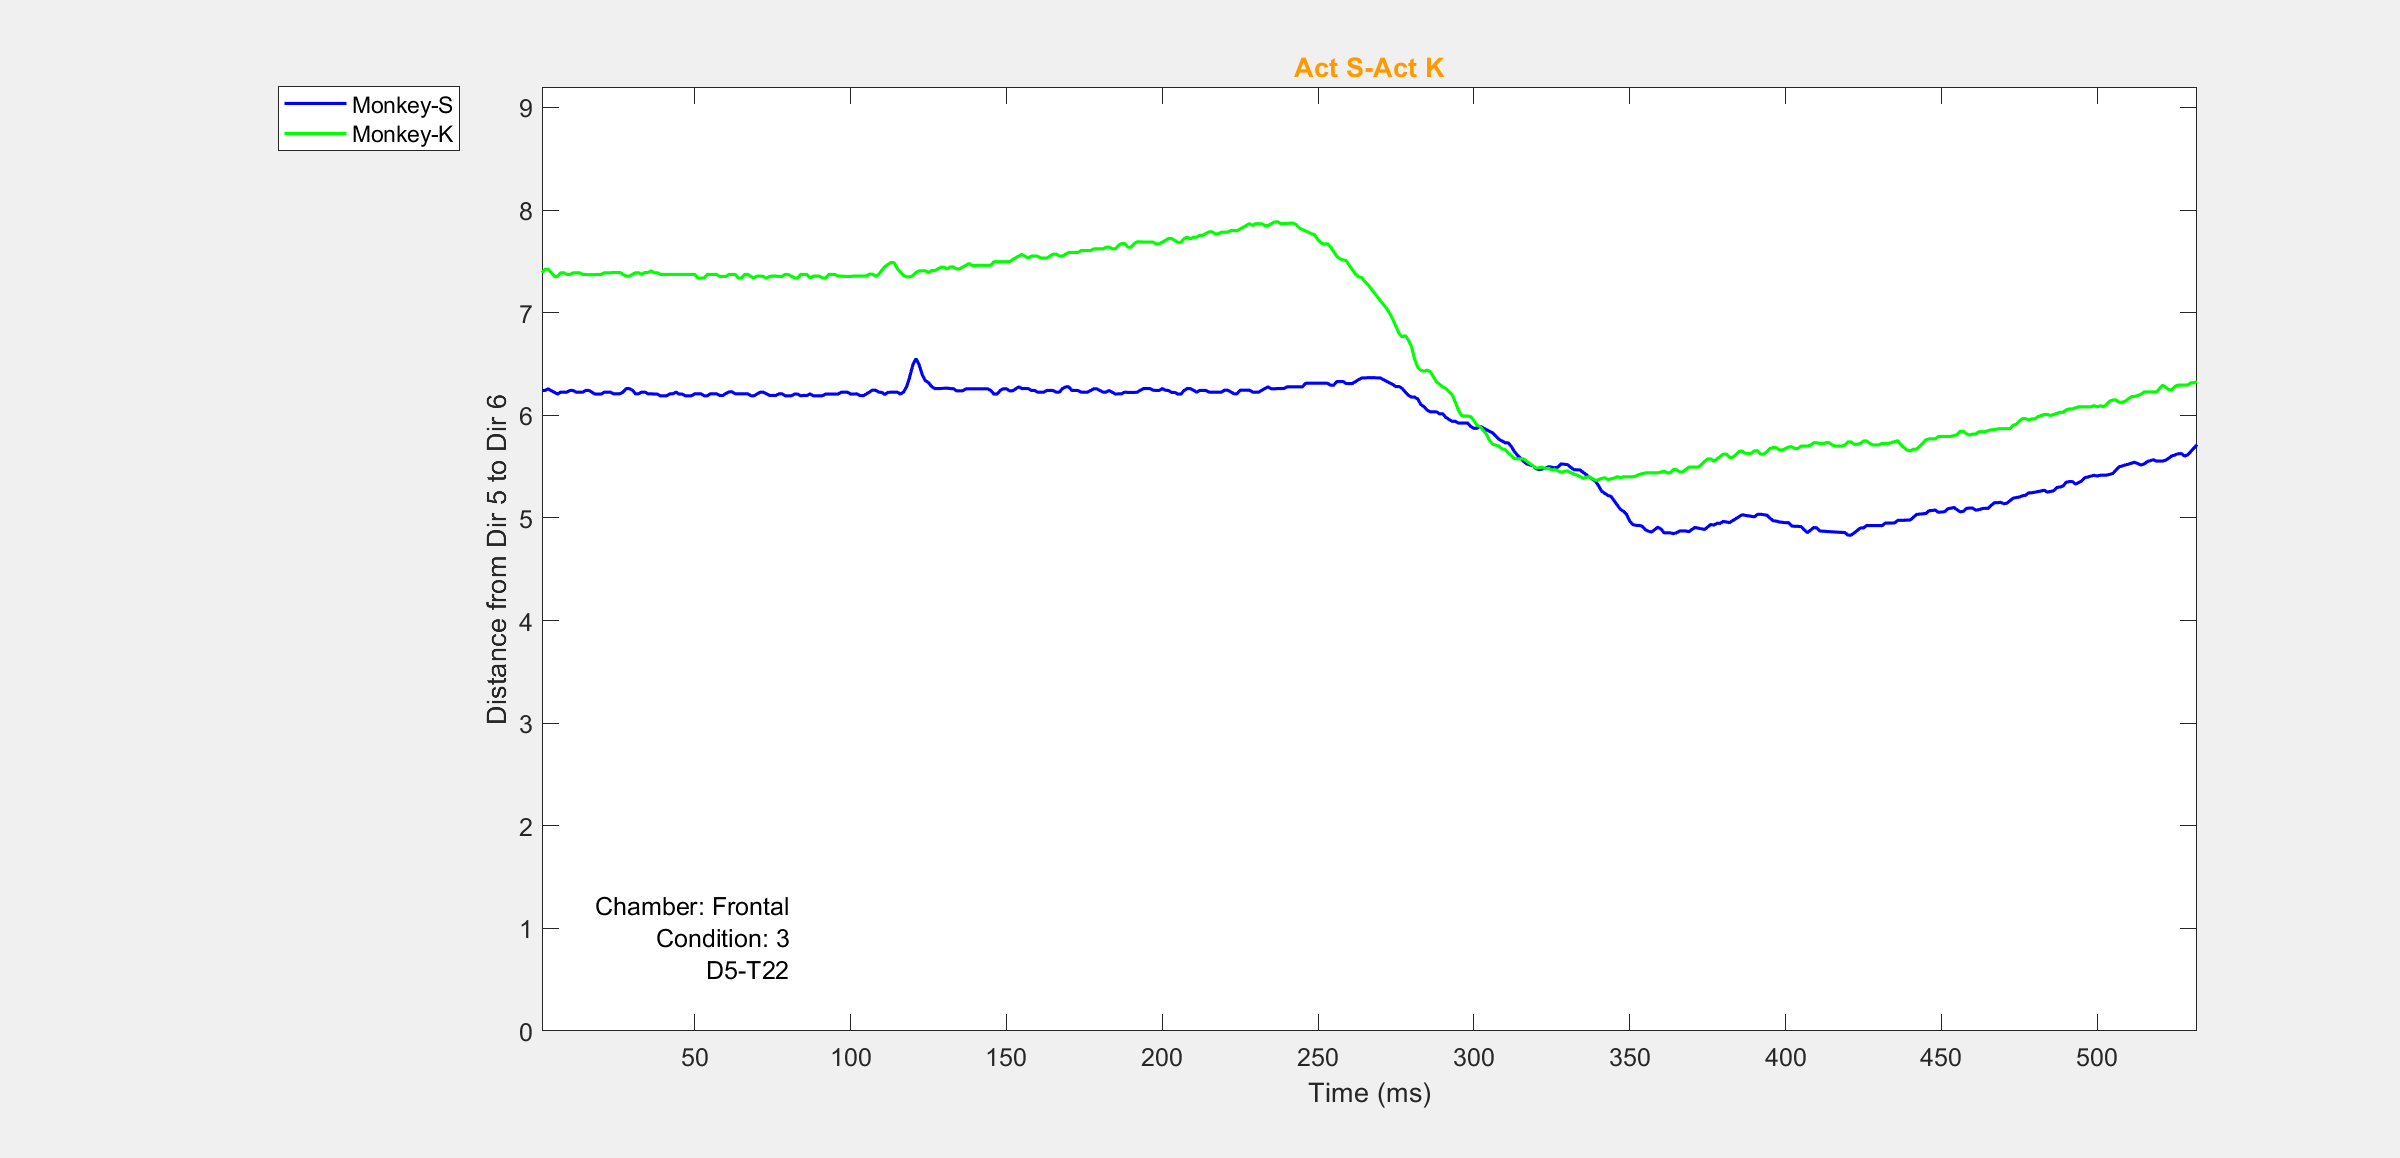 Act S-Act K
Monkey-S
Monkey-K
9
8
7
6
5
4
3
2
1
0
Distance from Dir 5 to Dir 6
Chamber: Frontal
Condition: 3
D5-T22
50 100 150 200 250 300 350 400 450 500
Time (ms)